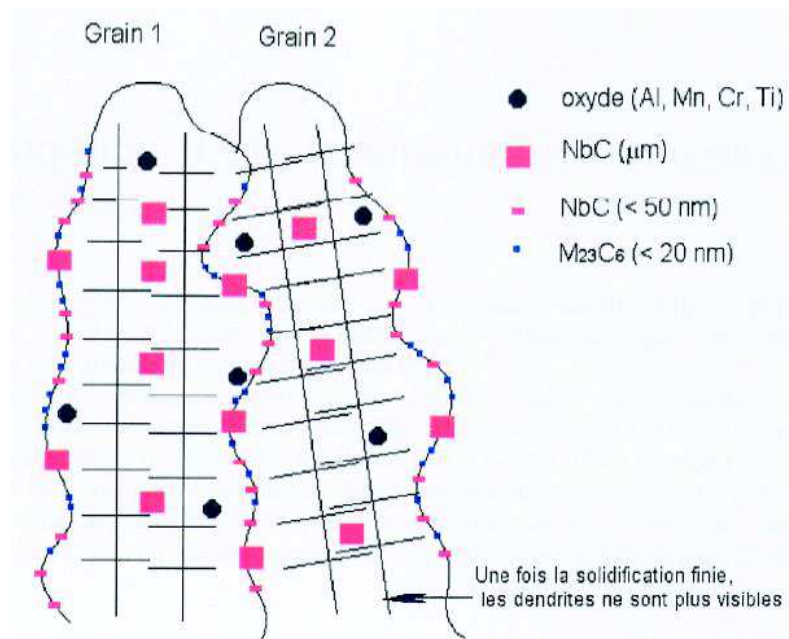 Grain 1
Grain 2
oxyde (Al, Mn, Cr, Ti)
NbC (µm)
NbC (< 50 nm)
M₂₃C₆ (< 20 nm)
Une fois la solidification finie,
les dendrites ne sont plus visibles